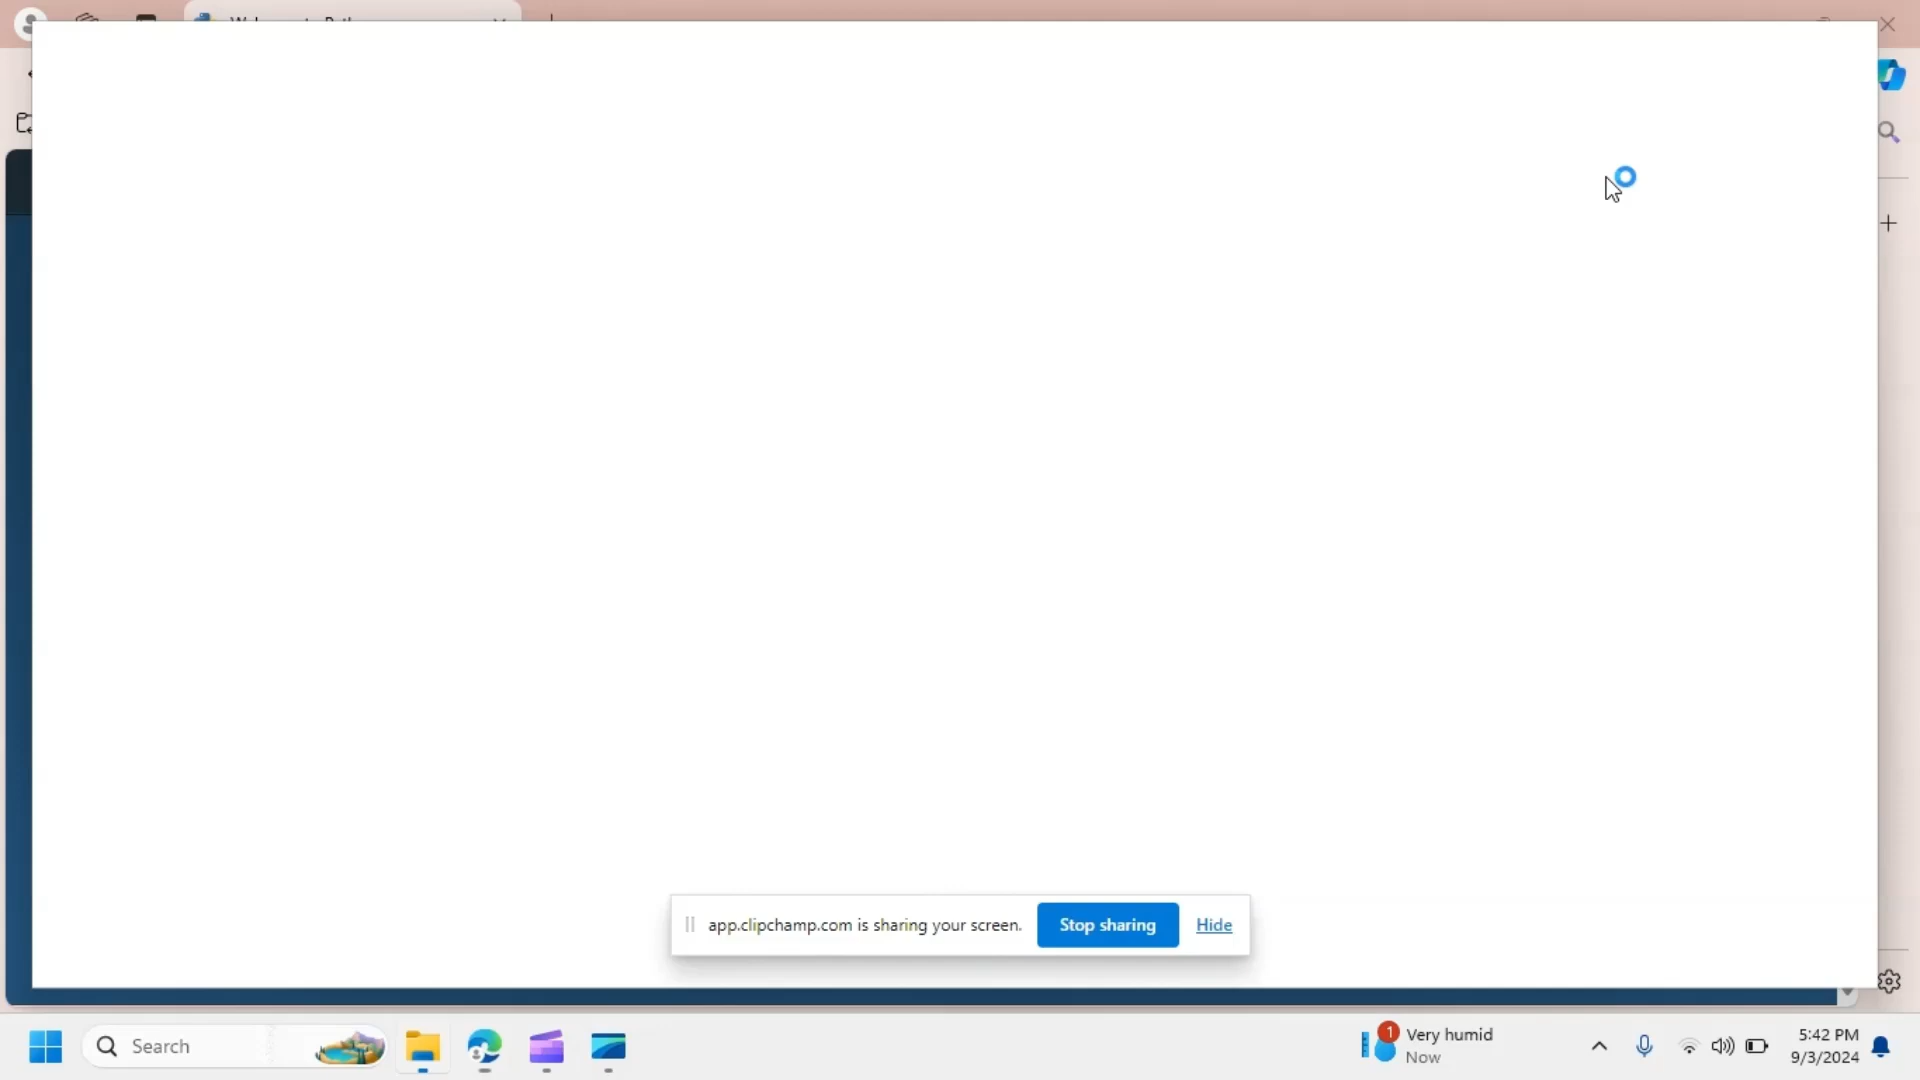 app.clipchamp.com is sharing your screen.
Stop sharing
Hide
Search
1
Very humid
Now
5:42 PM
9/3/2024